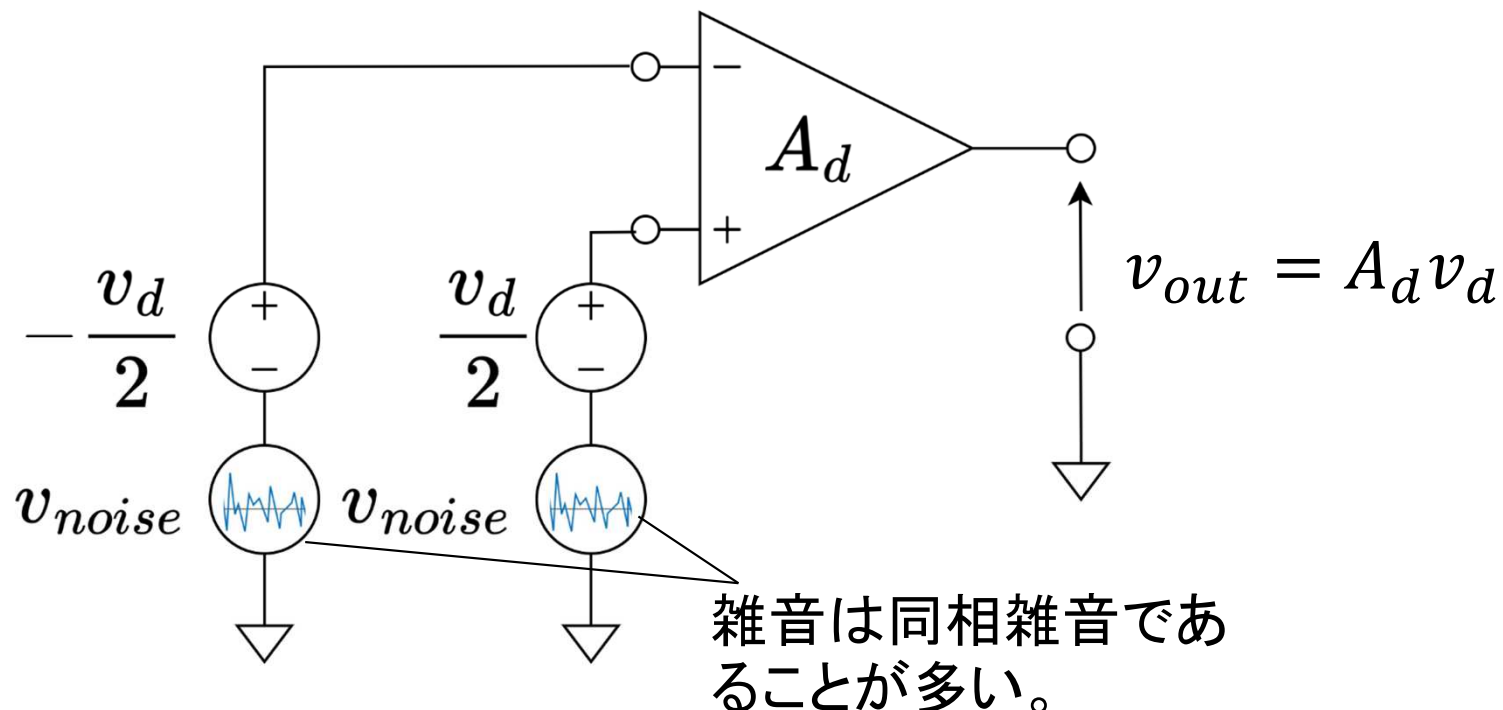 −
A_d
+
v_out = A_d v_d
− v_d/2
+
−
v_d/2
+
−
v_noise
v_noise
雑音は同相雑音であ
ることが多い。